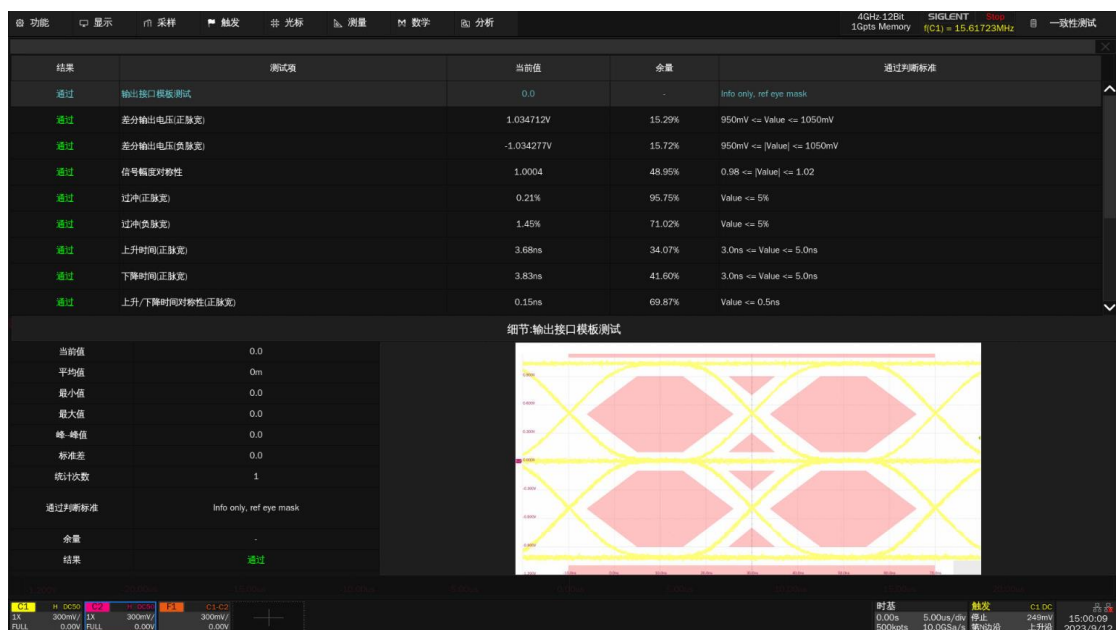 功能 显示 采样 触发 光标 测量 数学 分析 4GHz-12Bit SIGLENT Stop 一致性测试
1Gpts Memory f(C1) = 15.61723MHz
结果 测试项 当前值 余量 通过判断标准
通过 输出接口模板测试 0.0 - Info only, ref eye mask
通过 差分输出电压(正脉宽) 1.034712V 15.29% 950mV <= Value <= 1050mV
通过 差分输出电压(负脉宽) -1.034277V 15.72% 950mV <= |Value| <= 1050mV
通过 信号幅度对称性 1.0004 48.95% 0.98 <= |Value| <= 1.02
通过 过冲(正脉宽) 0.21% 95.75% Value <= 5%
通过 过冲(负脉宽) 1.45% 71.02% Value <= 5%
通过 上升时间(正脉宽) 3.68ns 34.07% 3.0ns <= Value <= 5.0ns
通过 下降时间(正脉宽) 3.83ns 41.60% 3.0ns <= Value <= 5.0ns
通过 上升/下降时间对称性(正脉宽) 0.15ns 69.87% Value <= 0.5ns
细节:输出接口模板测试
当前值 0.0
平均值 0m
最小值 0.0
最大值 0.0
峰-峰值 0.0
标准差 0.0
统计次数 1
通过判断标准 Info only, ref eye mask
余量 -
结果 通过
C1 H DC50 C2 H DC50 F1 C1-C2 时基 触发 C1 DC
1X 300mV/ 1X 300mV/ 300mV/ 0.00s 5.00us/div 停止 249mV 15:00:09
FULL 0.00V FULL 0.00V 0.00V 500kpts 10.0GSa/s 第N边沿 上升沿 2023/9/12